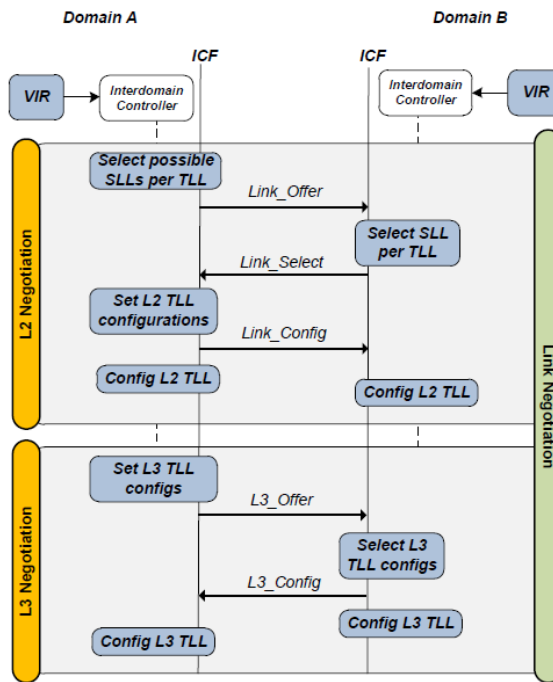 Domain A
Domain B
ICF
ICF
VIR
Interdomain
Controller
Interdomain
Controller
VIR
L2 Negotiation
Link Negotiation
Select possible
SLLs per TLL
Link_Offer
Select SLL
per TLL
Link_Select
Set L2 TLL
configurations
Link_Config
Config L2 TLL
Config L2 TLL
L3 Negotiation
Set L3 TLL
configs
L3_Offer
Select L3
TLL configs
L3_Config
Config L3 TLL
Config L3 TLL